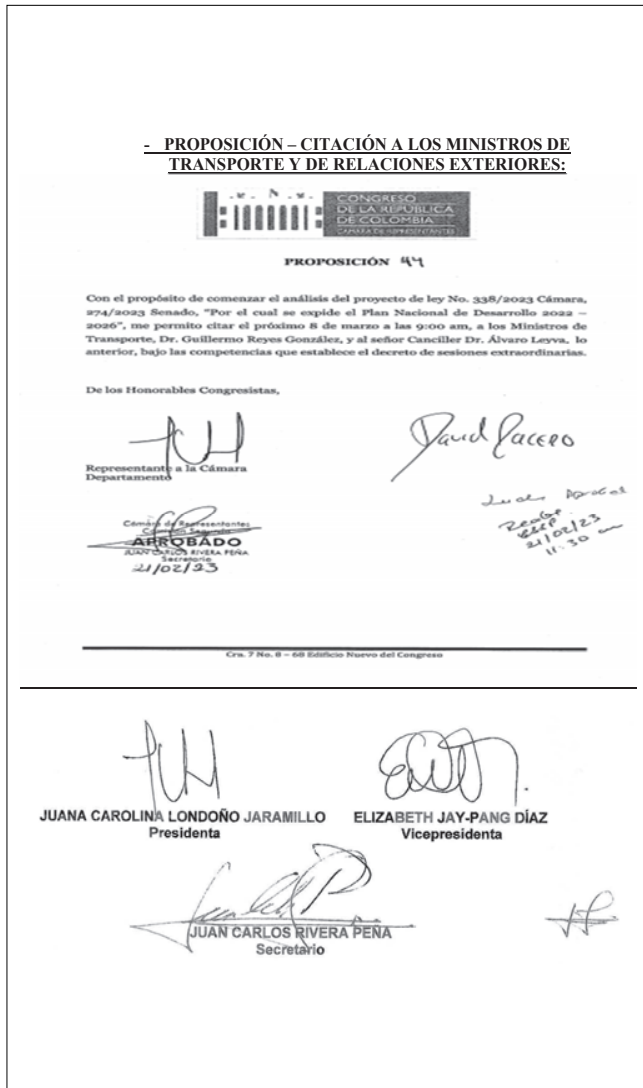 - PROPOSICIÓN – CITACIÓN A LOS MINISTROS DE
TRANSPORTE Y DE RELACIONES EXTERIORES:
CONGRESO
DE LA REPÚBLICA
DE COLOMBIA
CÁMARA DE REPRESENTANTES
PROPOSICIÓN 44
Con el propósito de comenzar el análisis del proyecto de ley No. 338/2023 Cámara,
274/2023 Senado, "Por el cual se expide el Plan Nacional de Desarrollo 2022 –
2026", me permito citar el próximo 8 de marzo a las 9:00 am, a los Ministros de
Transporte, Dr. Guillermo Reyes González, y al señor Canciller Dr. Álvaro Leyva, lo
anterior, bajo las competencias que establece el decreto de sesiones extraordinarias.
De los Honorables Congresistas,
David Racero
Representante a la Cámara
Departamento
Cámara de Representantes
Comisión Segunda
APROBADO
JUAN CARLOS RIVERA PEÑA
Secretario
21/02/23
21/02/23
11:30 am
Cra. 7 No. 8 – 68 Edificio Nuevo del Congreso
JUANA CAROLINA LONDOÑO JARAMILLO
Presidenta
ELIZABETH JAY-PANG DÍAZ
Vicepresidenta
JUAN CARLOS RIVERA PEÑA
Secretario